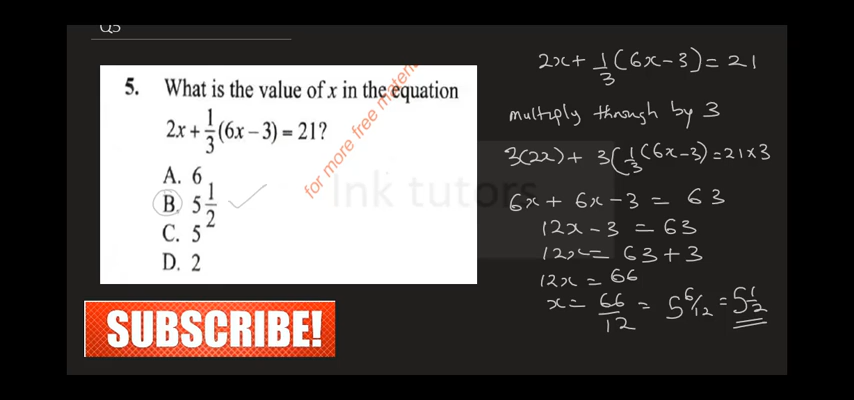 Q5
5. What is the value of x in the equation
2x + 1/3(6x – 3) = 21?
A. 6
B. 5 1/2
C. 5
D. 2
for more free materi
Ink tutors
SUBSCRIBE!
2x + 1/3(6x – 3) = 21
multiply through by 3
3(2x) + 3(1/3(6x – 3) = 21 x 3
6x + 6x – 3 = 63
12x – 3 = 63
12x = 63 + 3
12x = 66
x = 66/12 = 5 6/12 = 5 1/2